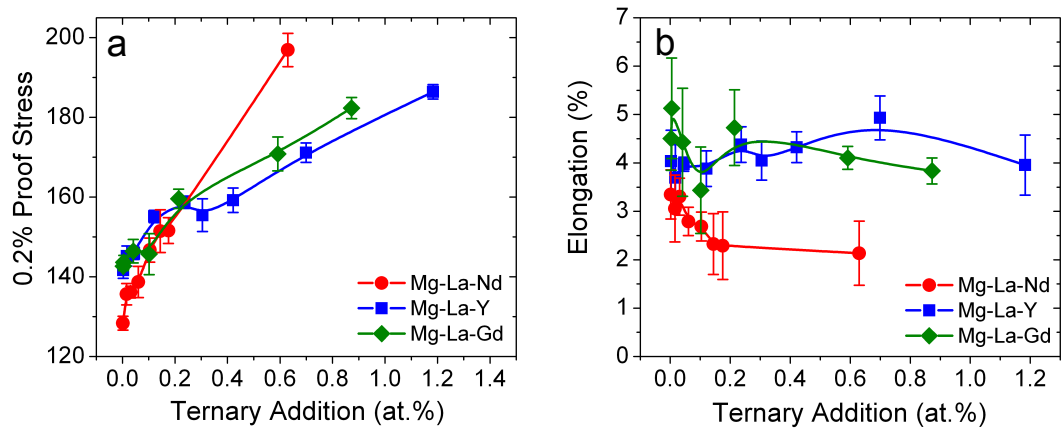 a
0.2% Proof Stress
200
180
160
140
120
0.0 0.2 0.4 0.6 0.8 1.0 1.2 1.4
Ternary Addition (at.%)
Mg-La-Nd
Mg-La-Y
Mg-La-Gd
b
Elongation (%)
7
6
5
4
3
2
1
0
0.0 0.2 0.4 0.6 0.8 1.0 1.2
Ternary Addition (at.%)
Mg-La-Nd
Mg-La-Y
Mg-La-Gd